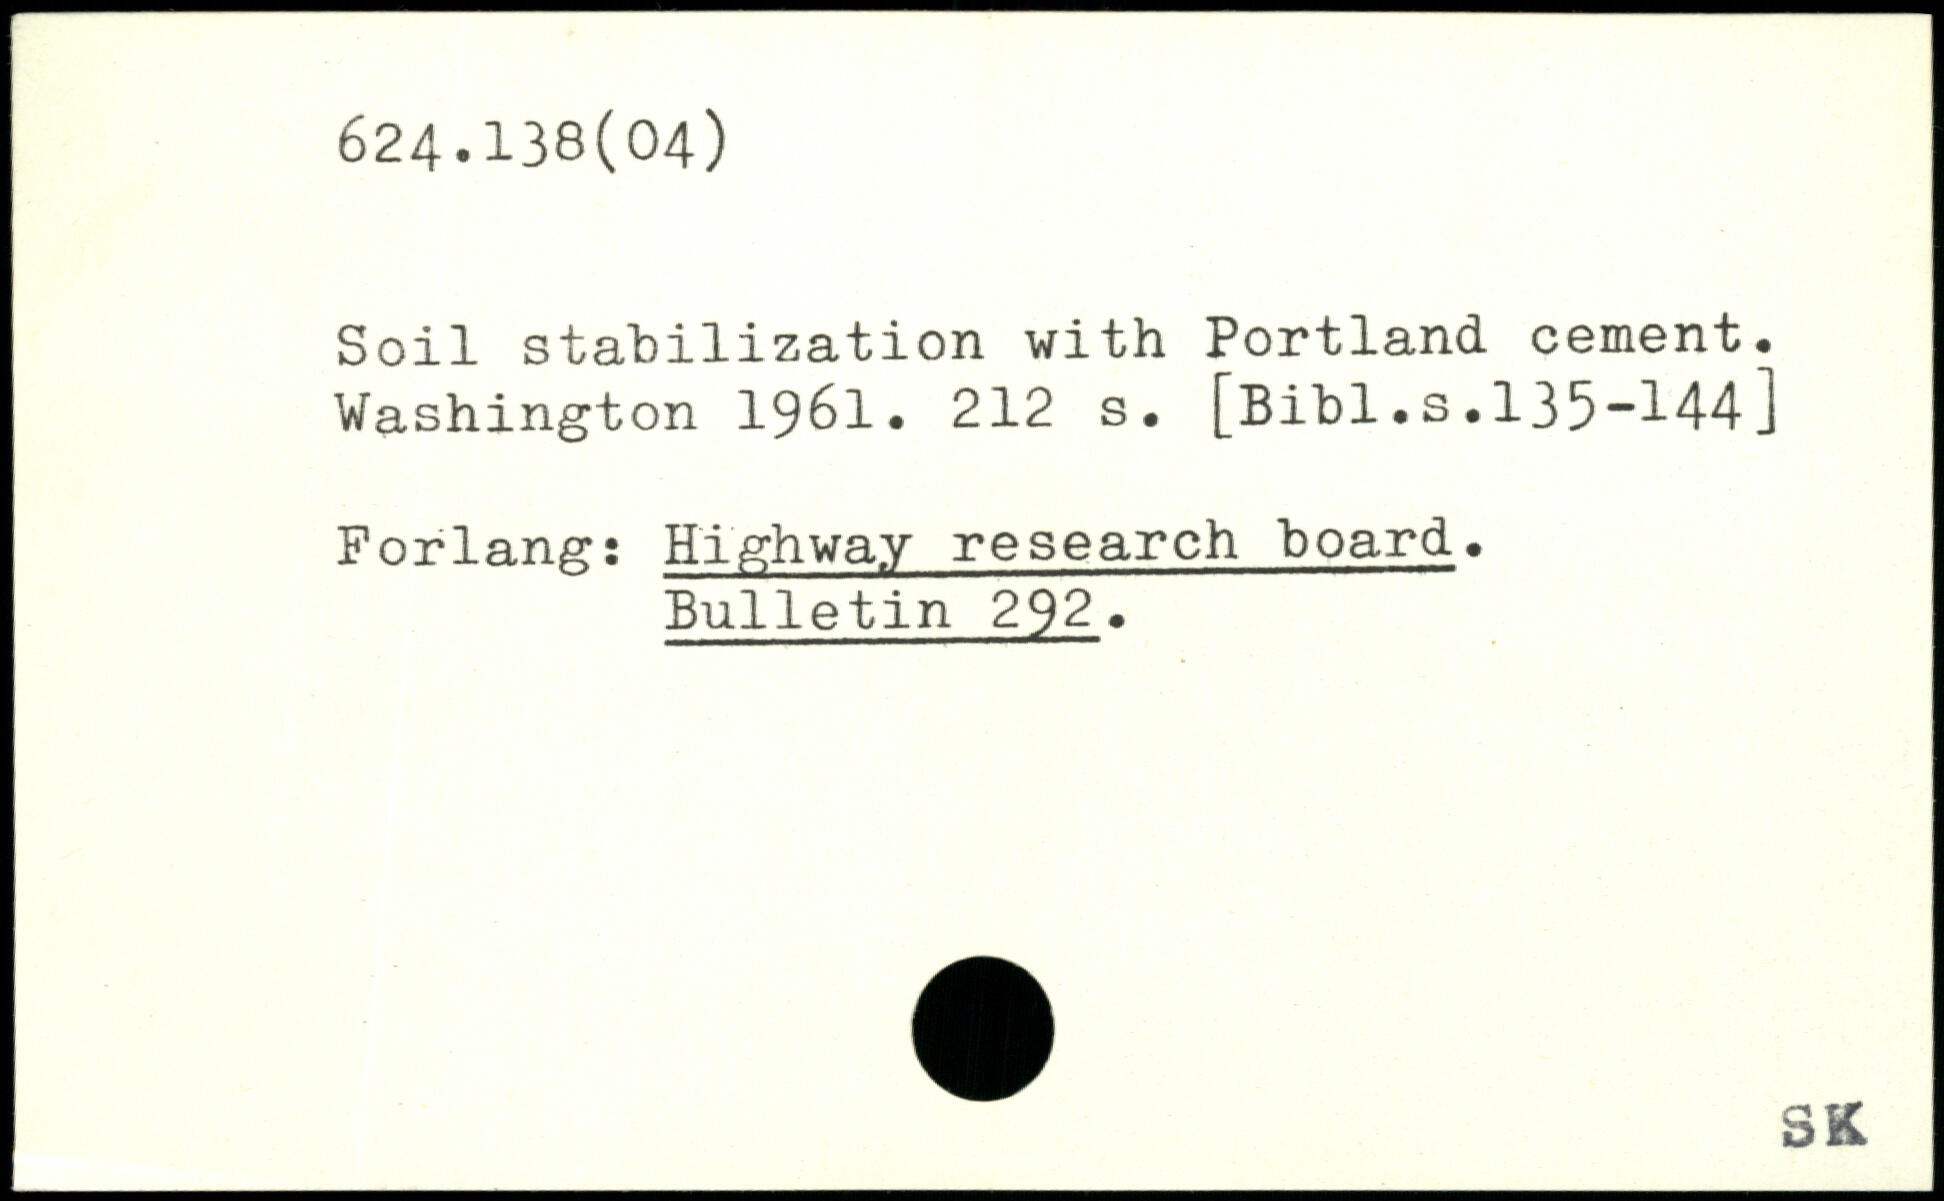 624.138(04)
Soil stabilization with Portland cement.
Washington 1961. 212 s. [Bibl.s.135-144]
Forlang: Highway research board.
Bulletin 292.
SK